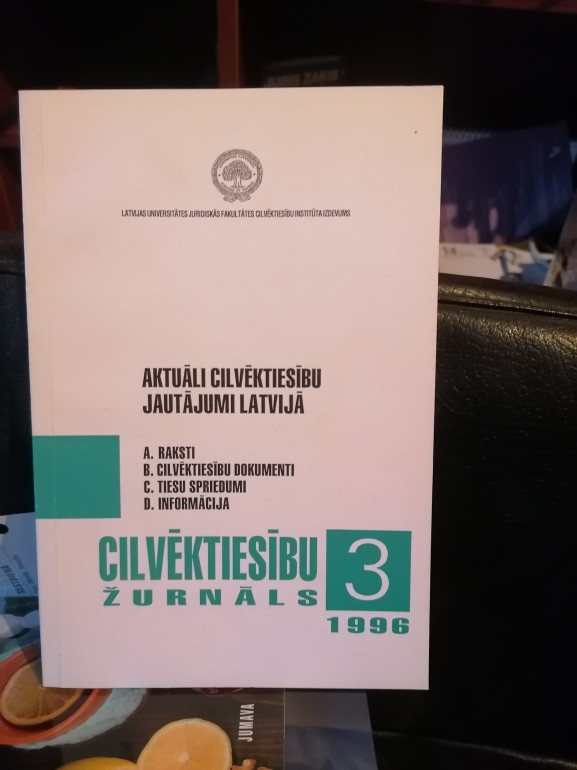 LATVIJAS UNIVERSITĀTES JURIDISKĀS FAKULTĀTES CILVĒKTIESĪBU INSTITŪTA IZDEVUMS
AKTUĀLI CILVĒKTIESĪBU
JAUTĀJUMI LATVIJĀ
A. RAKSTI
B. CILVĒKTIESĪBU DOKUMENTI
C. TIESU SPRIEDUMI
D. INFORMĀCIJA
CILVĒKTIESĪBU
ŽURNĀLS
3
1996
JUMAVA